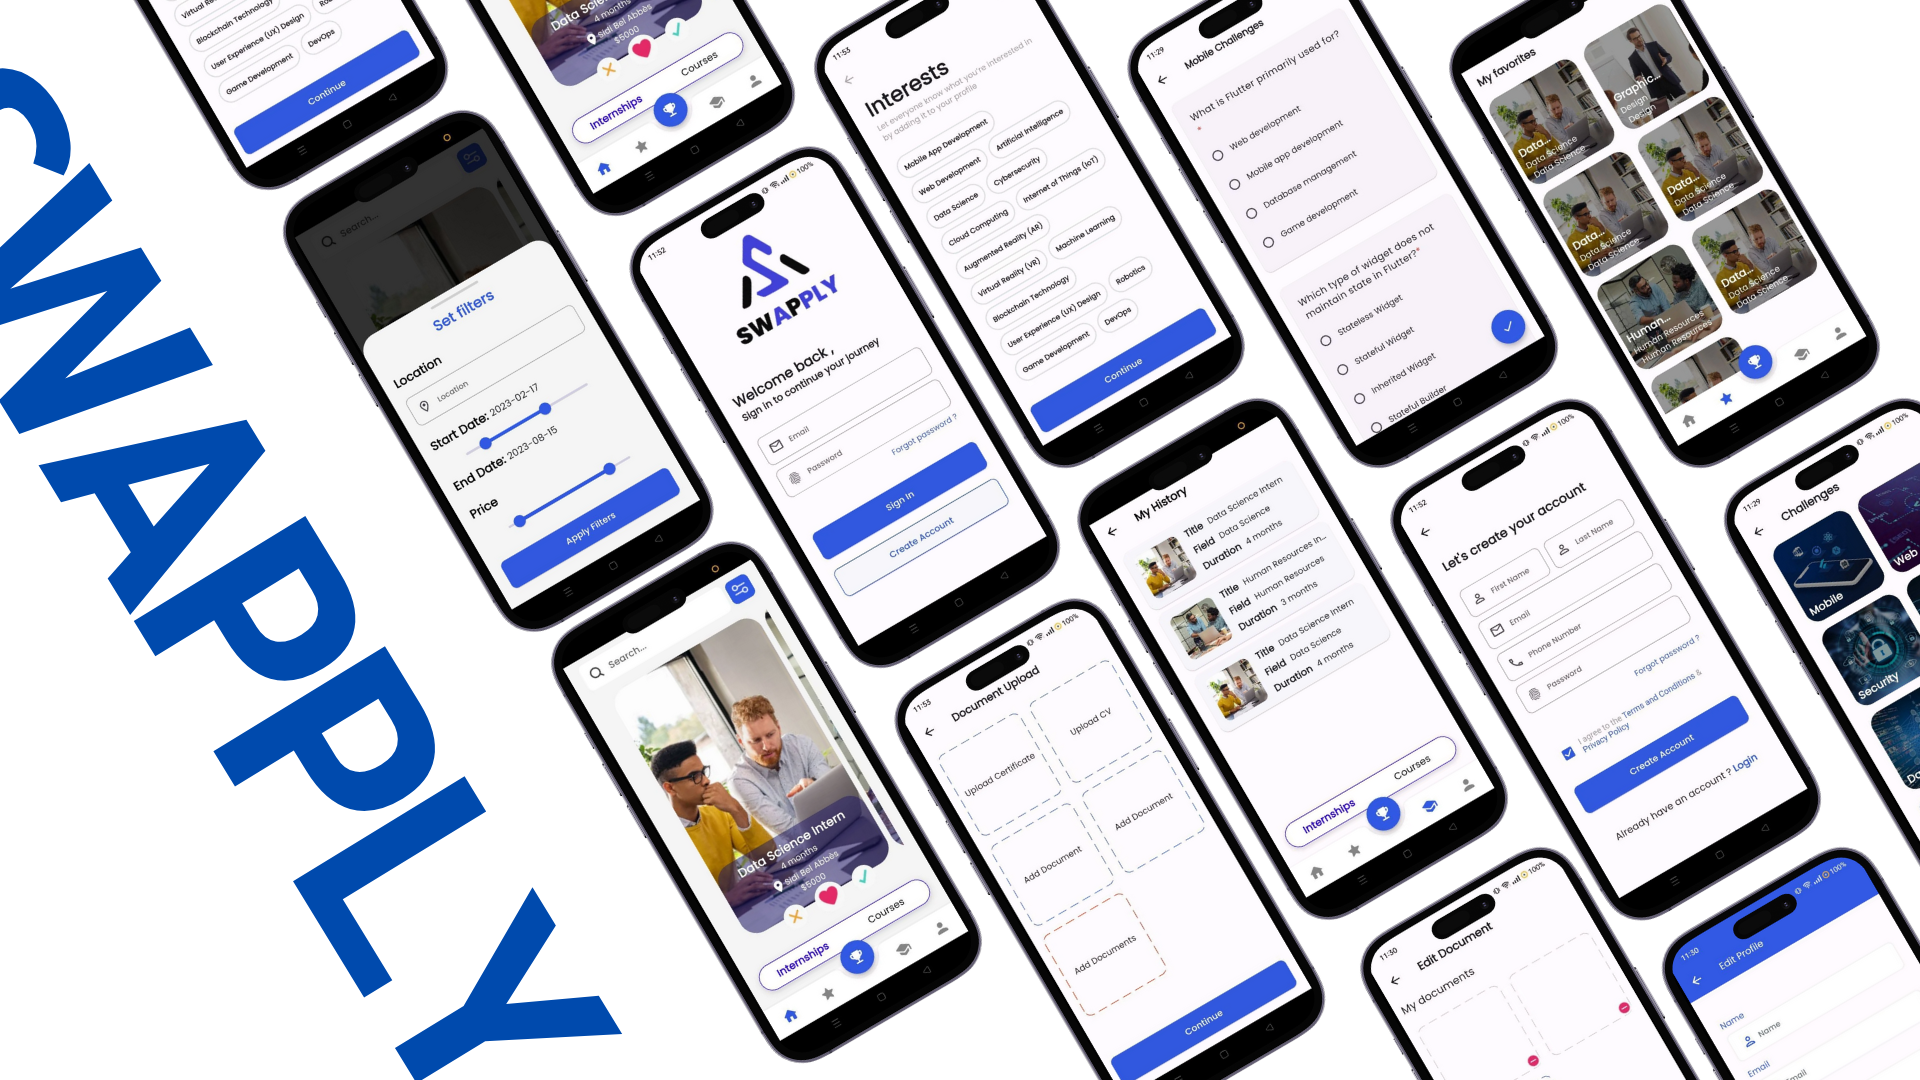 SWAPPLY
Virtual Re
Blockchain Technology
User Experience (UX) Design
Game Development
DevOps
Continue
Data Sci
4 months
Sidi Bel Abbès
$5000
Internships
Courses
Search...
Set filters
Location
Location
Start Date: 2023-02-17
End Date: 2023-08-15
Price
Apply Filters
11:52
100%
SWAPPLY
Welcome back ,
Sign in to continue your journey
Email
Password
Forgot password ?
Sign In
Create Account
11:53
Interests
Let everyone know what you're interested in
by adding it to your profile
Mobile App Development
Artificial Intelligence
Web Development
Cybersecurity
Data Science
Internet of Things (IoT)
Cloud Computing
Augmented Reality (AR)
Machine Learning
Virtual Reality (VR)
Blockchain Technology
Robotics
User Experience (UX) Design
Game Development
DevOps
Continue
11:29
Mobile Challenges
What is Flutter primarily used for?
*
Web development
Mobile app development
Database management
Game development
Which type of widget does not
maintain state in Flutter?*
Stateless Widget
Stateful Widget
Inherited Widget
Stateful Builder
My favorites
Data...
Data Science
Data Science
Graphic...
Design
Design
Data...
Data Science
Data Science
Data...
Data Science
Data Science
Human...
Human Resources
Human Resources
Data...
Data Science
Data Science
Search...
Data Science Intern
4 months
Sidi Bel Abbès
$5000
Internships
Courses
11:53
100%
Document Upload
Upload Certificate
Upload CV
Add Document
Add Document
Add Documents
Continue
My History
Title Data Science Intern
Field Data Science
Duration 4 months
Title Human Resources In...
Field Human Resources
Duration 3 months
Title Data Science Intern
Field Data Science
Duration 4 months
Internships
Courses
11:52
100%
Let's create your account
First Name
Last Name
Email
Phone Number
Password
Forgot password ?
I agree to the Terms and Conditions &
Privacy Policy
Create Account
Already have an account ? Login
11:29
100%
Challenges
Mobile
Web
Security
Da
11:30
100%
Edit Document
My documents
11:30
100%
Edit Profile
Name
Name
Email
mail